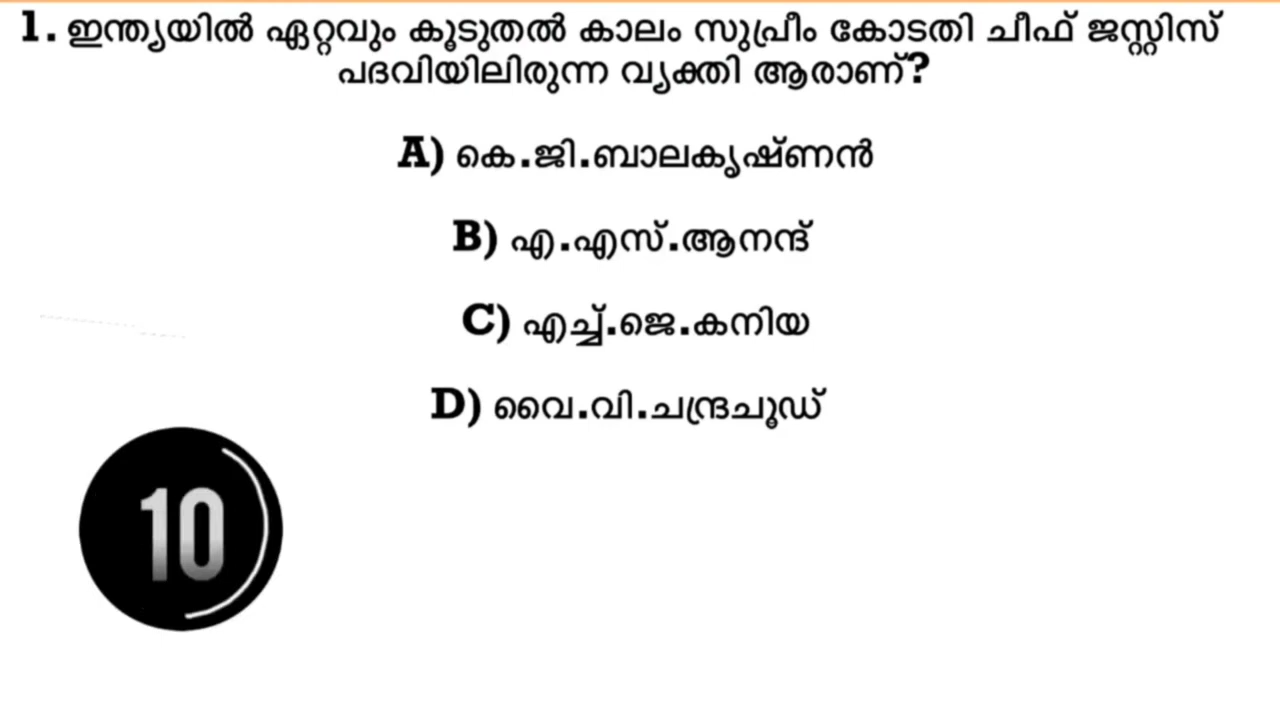 1. ഇന്ത്യയിൽ ഏറ്റവും കൂടുതൽ കാലം സുപ്രീം കോടതി ചീഫ് ജസ്റ്റിസ്
പദവിയിലിരുന്ന വ്യക്തി ആരാണ്?
A) കെ.ജി.ബാലകൃഷ്ണൻ
B) എ.എസ്.ആനന്ദ്
C) എച്ച്.ജെ.കനിയ
D) വൈ.വി.ചന്ദ്രചൂഡ്
10